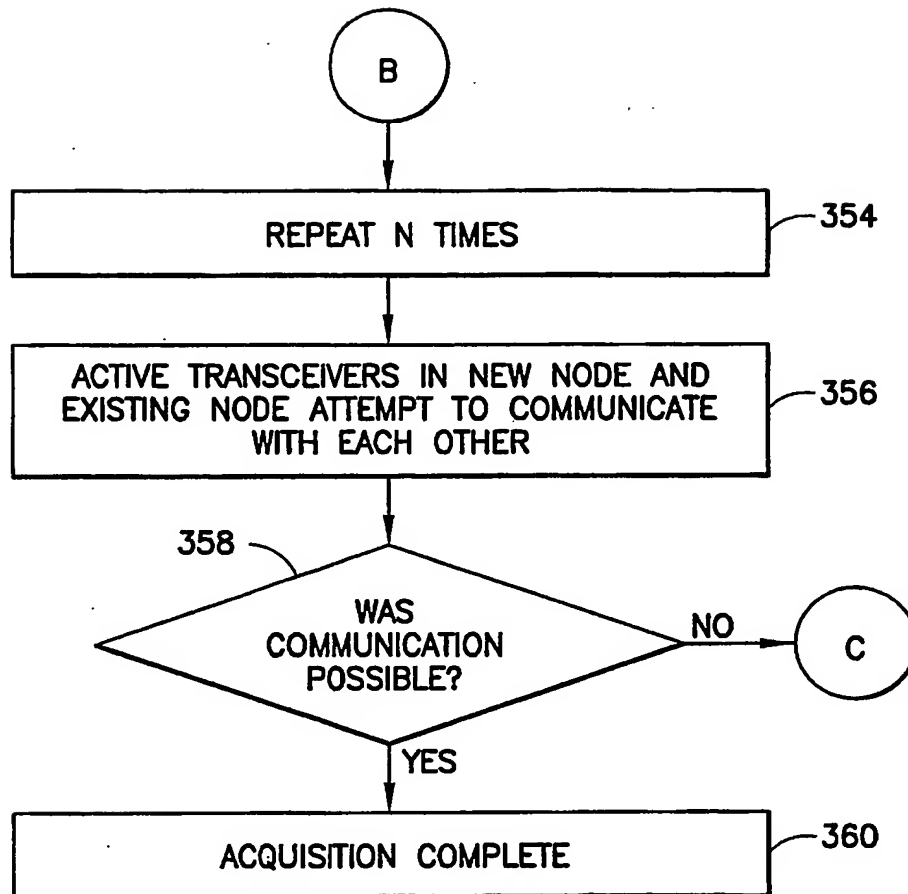 B
REPEAT N TIMES
354
ACTIVE TRANSCEIVERS IN NEW NODE AND
EXISTING NODE ATTEMPT TO COMMUNICATE
WITH EACH OTHER
356
358
WAS
COMMUNICATION
POSSIBLE?
NO
C
YES
ACQUISITION COMPLETE
360